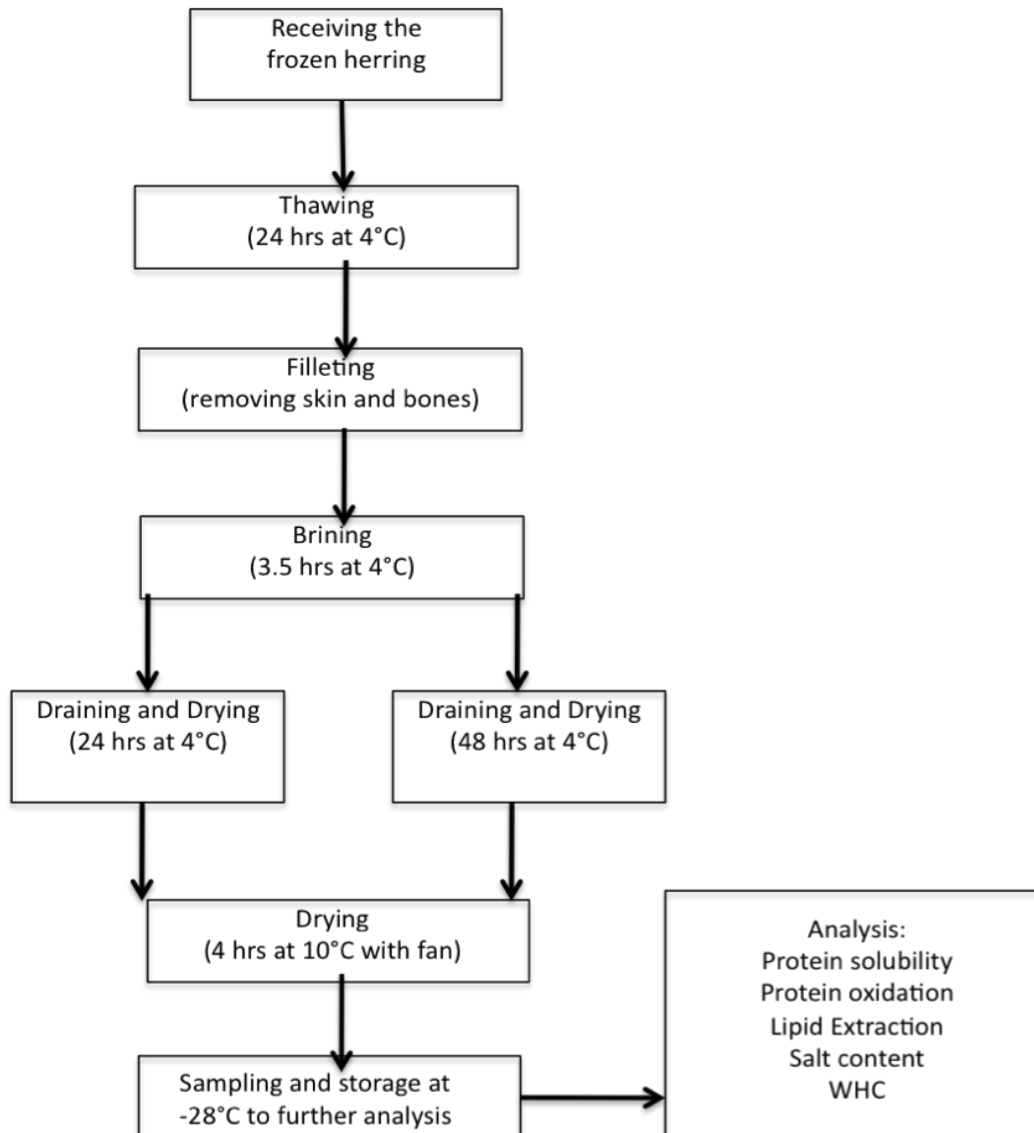 Receiving the
frozen herring
Thawing
(24 hrs at 4°C)
Filleting
(removing skin and bones)
Brining
(3.5 hrs at 4°C)
Draining and Drying
(24 hrs at 4°C)
Draining and Drying
(48 hrs at 4°C)
Drying
(4 hrs at 10°C with fan)
Sampling and storage at
-28°C to further analysis
Analysis:
Protein solubility
Protein oxidation
Lipid Extraction
Salt content
WHC